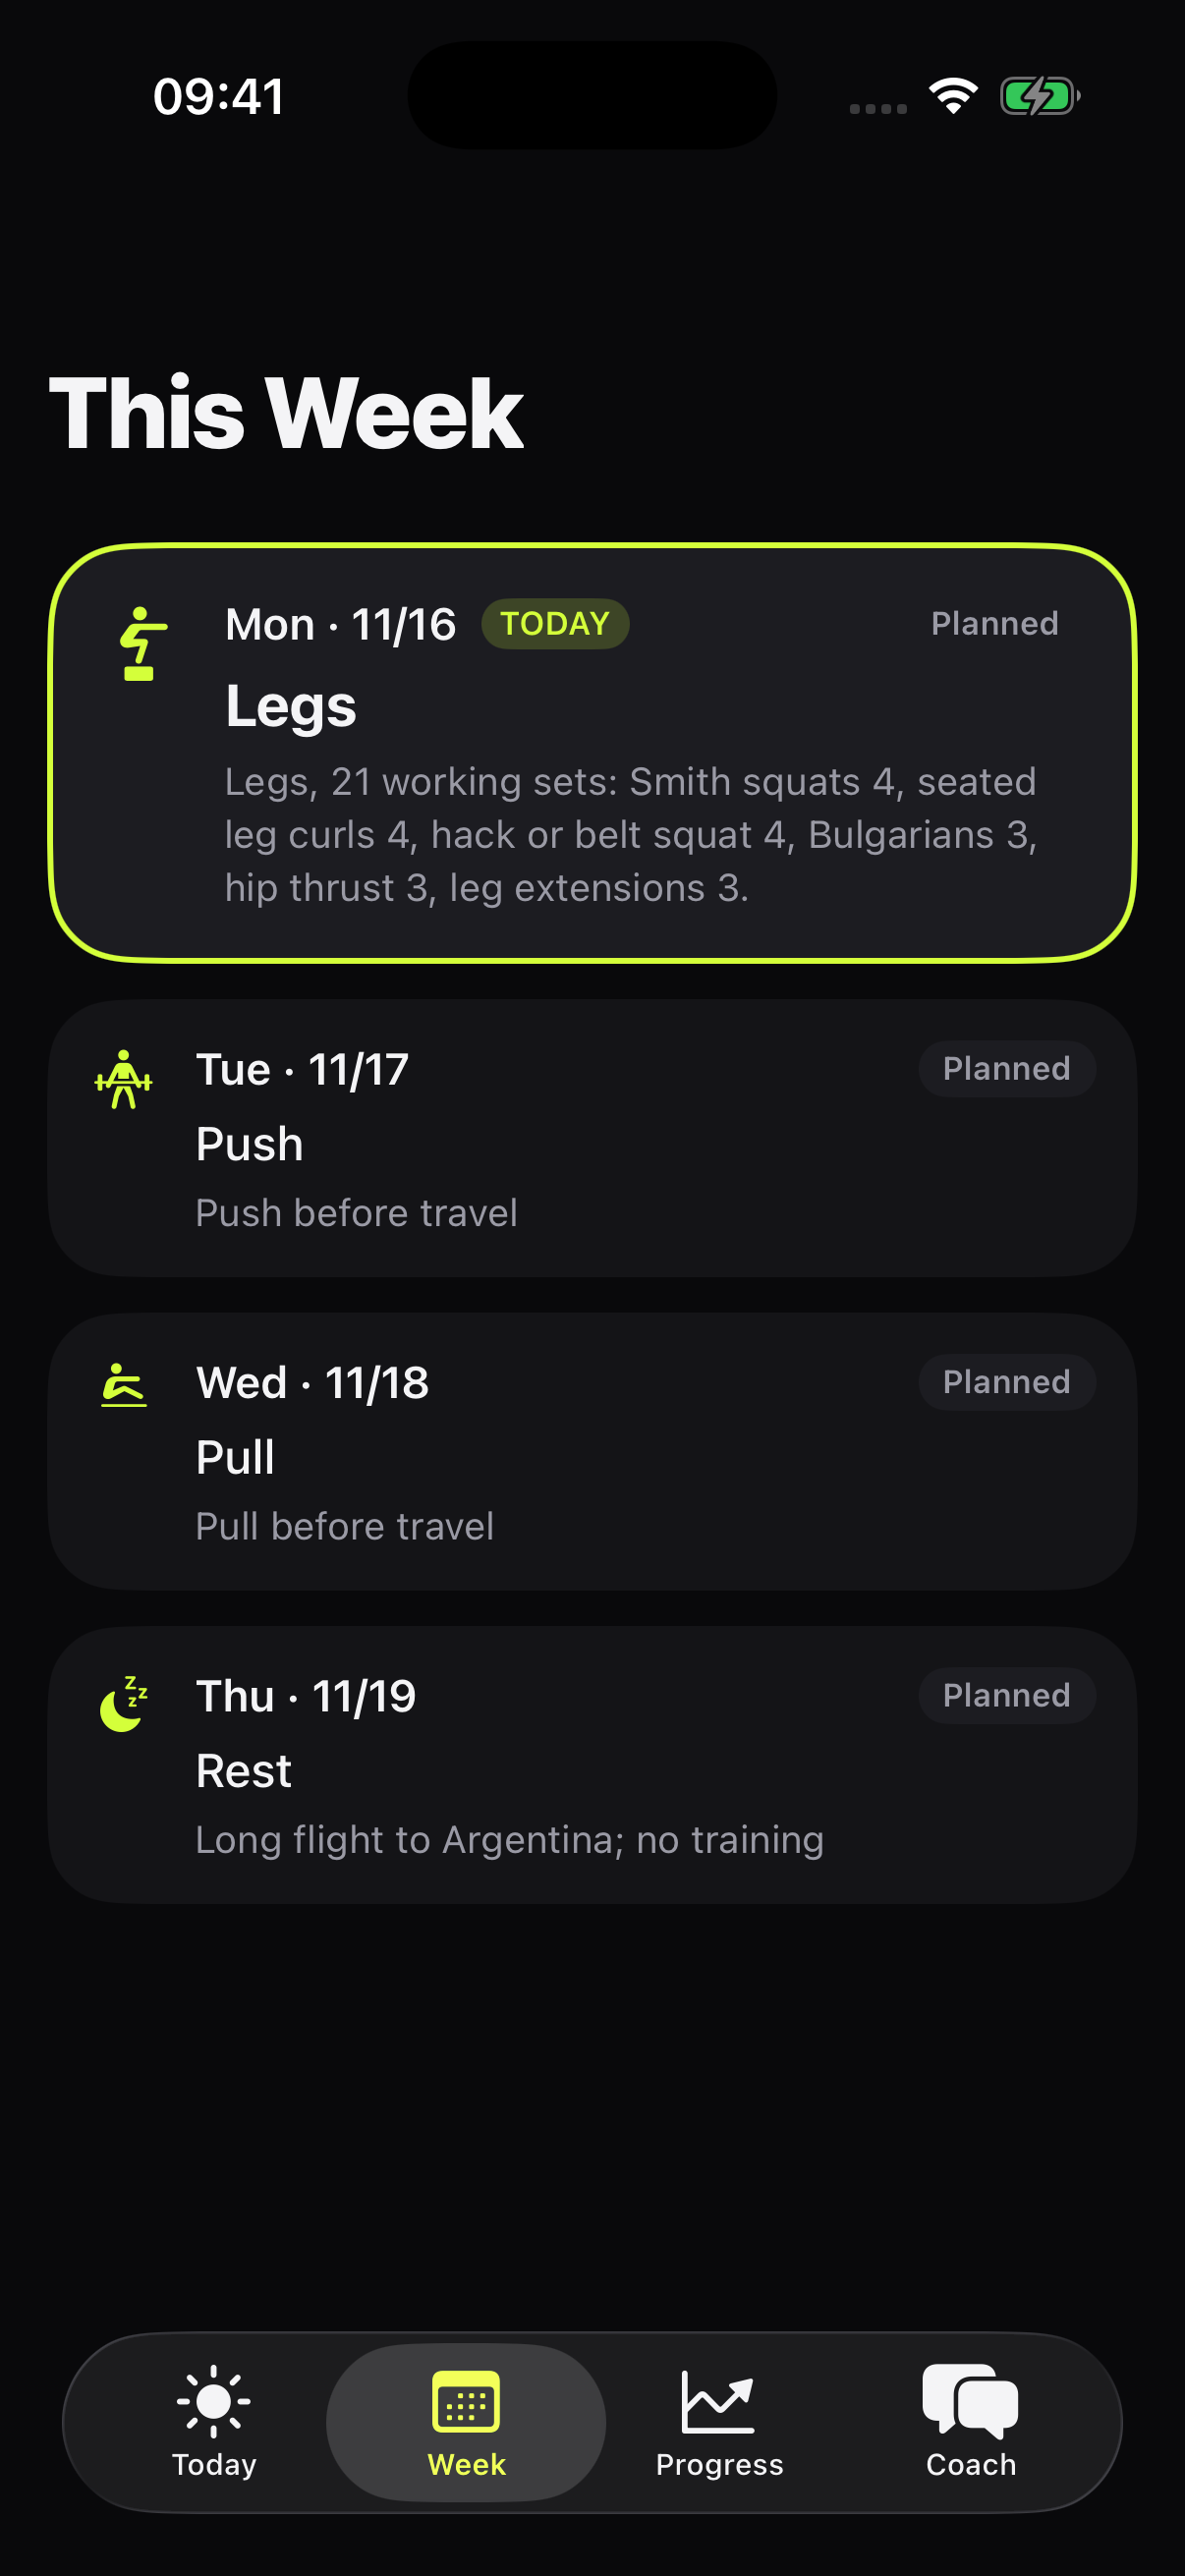 09:41
This Week
Mon · 11/16 TODAY Planned
Legs
Legs, 21 working sets: Smith squats 4, seated
leg curls 4, hack or belt squat 4, Bulgarians 3,
hip thrust 3, leg extensions 3.
Tue · 11/17 Planned
Push
Push before travel
Wed · 11/18 Planned
Pull
Pull before travel
Thu · 11/19 Planned
Rest
Long flight to Argentina; no training
Today Week Progress Coach